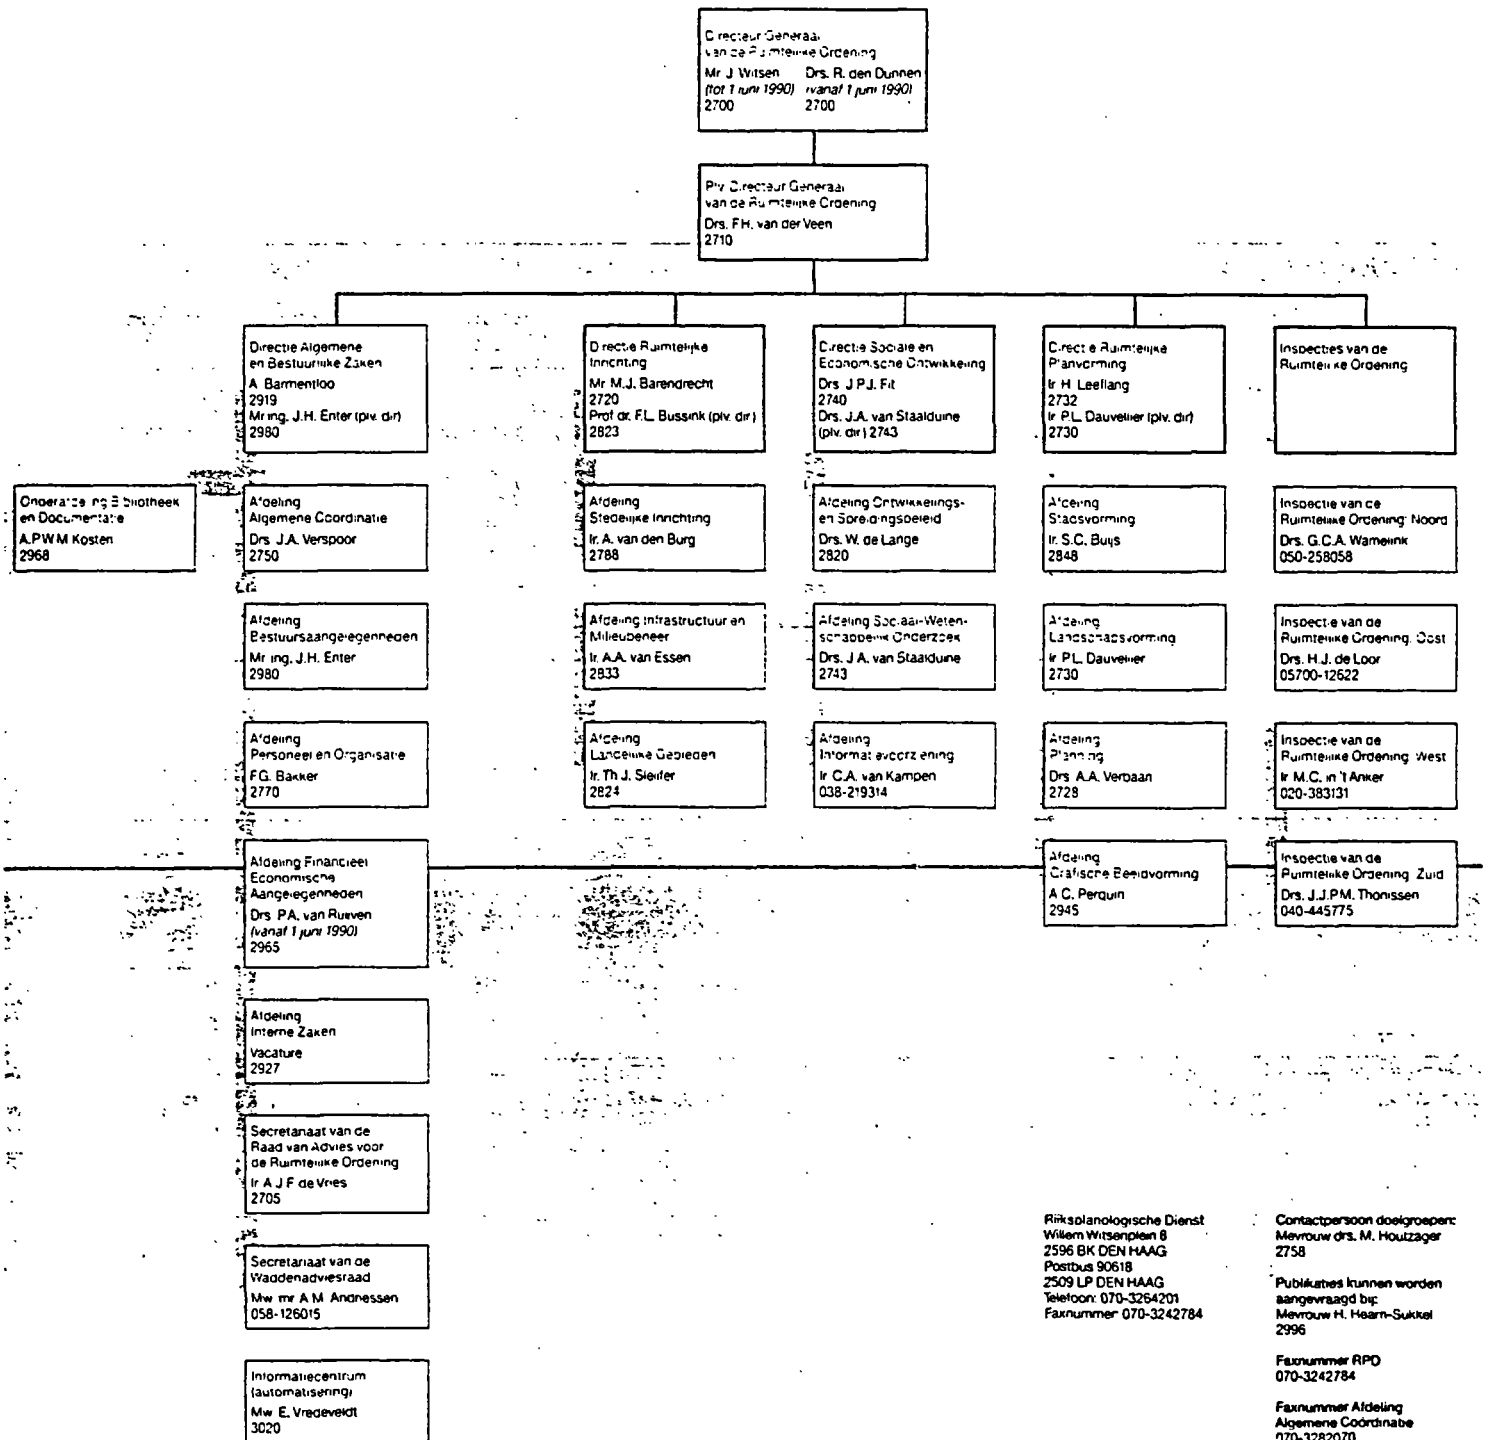 Directeur Generaal
van de Ruimtelijke Ordening
Mr. J. Witsen Drs. R. den Dunnen
(tot 1 juni 1990) (vanaf 1 juni 1990)
2700 2700
Plv. Directeur Generaal
van de Ruimtelijke Ordening
Drs. F.H. van der Veen
2710
Directie Algemene
en Bestuurlijke Zaken
A. Barmentloo
2919
Mr. ing. J.H. Enter (plv. dir)
2980
Directie Ruimtelijke
Inrichting
Mr. M.J. Barendrecht
2720
Prof. dr. F.L. Bussink (plv. dir)
2823
Directie Sociale en
Economische Ontwikkeling
Drs. J.P.J. Fit
2740
Drs. J.A. van Staalduine
(plv. dir) 2743
Directie Ruimtelijke
Planvorming
Ir. H. Leeflang
2732
Ir. P.L. Dauvellier (plv. dir)
2730
Inspecties van de
Ruimtelijke Ordening
Onderafdeling Bibliotheek
en Documentatie
A.P.W.M. Kosten
2968
Afdeling
Algemene Coördinatie
Drs. J.A. Verspoor
2750
Afdeling
Stedelijke Inrichting
Ir. A. van den Burg
2788
Afdeling Ontwikkelings-
en Spreidingsbeleid
Drs. W. de Lange
2820
Afdeling
Stadsvorming
Ir. S.C. Buijs
2848
Inspectie van de
Ruimtelijke Ordening: Noord
Drs. G.C.A. Wamelink
050-258058
Afdeling
Bestuursaangelegenheden
Mr. ing. J.H. Enter
2980
Afdeling Infrastructuur en
Milieubeheer
Ir. A.A. van Essen
2833
Afdeling Sociaal-Weten-
schappelijk Onderzoek
Drs. J.A. van Staalduine
2743
Afdeling
Landschapsvorming
Ir. P.L. Dauvellier
2730
Inspectie van de
Ruimtelijke Ordening: Oost
Drs. H.J. de Loor
05700-12622
Afdeling
Personeel en Organisatie
F.G. Bakker
2770
Afdeling
Landelijke Gebieden
Ir. Th.J. Sleijfer
2824
Afdeling
Informatievoorziening
Ir. C.A. van Kampen
038-219314
Afdeling
Planning
Drs. A.A. Verbaan
2728
Inspectie van de
Ruimtelijke Ordening: West
Ir. M.C. in 't Anker
020-383131
Afdeling Financieel
Economische
Aangelegenheden
Drs. P.A. van Ruijven
(vanaf 1 juni 1990)
2965
Afdeling
Grafische Beeldvorming
A.C. Perquin
2945
Inspectie van de
Ruimtelijke Ordening: Zuid
Drs. J.J.P.M. Thönissen
040-445775
Afdeling
Interne Zaken
Vacature
2927
Secretariaat van de
Raad van Advies voor
de Ruimtelijke Ordening
Ir. A.J.F. de Vries
2705
Secretariaat van de
Waddenadviesraad
Mw. mr. A.M. Andriessen
058-126015
Informatiecentrum
(automatisering)
Mw. E. Vredeveldt
3020
Rijksplanologische Dienst
Willem Witsenplein 6
2596 BK DEN HAAG
Postbus 90618
2509 LP DEN HAAG
Telefoon: 070-3264201
Faxnummer: 070-3242784
Contactpersoon doelgroepen:
Mevrouw drs. M. Houtzager
2758
Publikaties kunnen worden
aangevraagd bij:
Mevrouw H. Hearn-Sukkel
2996
Faxnummer RPD
070-3242784
Faxnummer Afdeling
Algemene Coördinatie
070-3282070